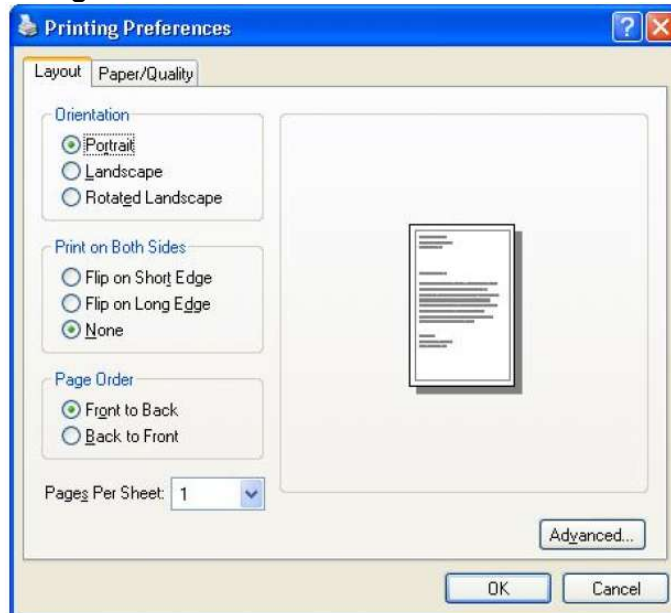 Printing Preferences
Layout Paper/Quality
Orientation
Portrait
Landscape
Rotated Landscape
Print on Both Sides
Flip on Short Edge
Flip on Long Edge
None
Page Order
Front to Back
Back to Front
Pages Per Sheet: 1
Advanced...
OK Cancel